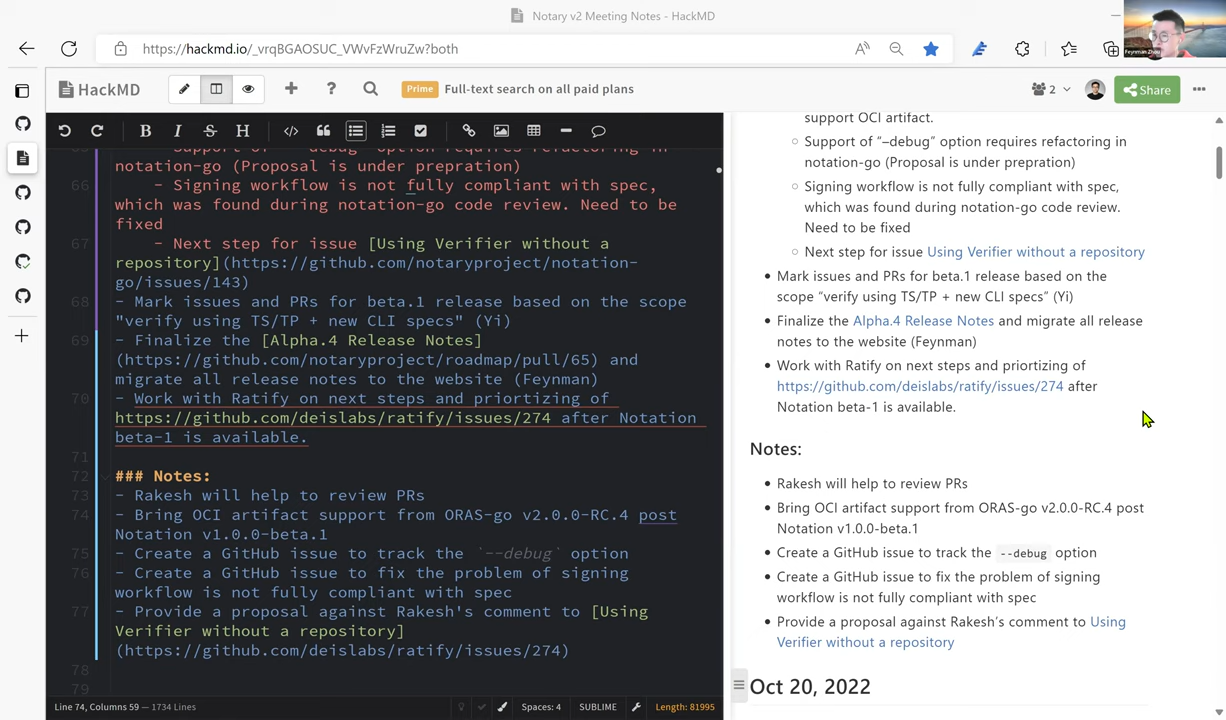 Notary v2 Meeting Notes - HackMD
https://hackmd.io/_vrqBGAOSUC_VWvFzWruZw?both
Feynman Zhou
HackMD
Prime Full-text search on all paid plans
2
Share
notation-go (Proposal is under prepration)
66 - Signing workflow is not fully compliant with spec,
which was found during notation-go code review. Need to be
fixed
67 - Next step for issue [Using Verifier without a
repository](https://github.com/notaryproject/notation-
go/issues/143)
68 - Mark issues and PRs for beta.1 release based on the scope
"verify using TS/TP + new CLI specs" (Yi)
69 - Finalize the [Alpha.4 Release Notes]
(https://github.com/notaryproject/roadmap/pull/65) and
migrate all release notes to the website (Feynman)
70 - Work with Ratify on next steps and priortizing of
https://github.com/deislabs/ratify/issues/274 after Notation
beta-1 is available.
71
72 ### Notes:
73 - Rakesh will help to review PRs
74 - Bring OCI artifact support from ORAS-go v2.0.0-RC.4 post
Notation v1.0.0-beta.1
75 - Create a GitHub issue to track the `--debug` option
76 - Create a GitHub issue to fix the problem of signing
workflow is not fully compliant with spec
77 - Provide a proposal against Rakesh's comment to [Using
Verifier without a repository]
(https://github.com/deislabs/ratify/issues/274)
78
79
Line 74, Columns 59 — 1734 Lines
Spaces: 4
SUBLIME
Length: 81995
support OCI artifact.
Support of “–debug” option requires refactoring in
notation-go (Proposal is under prepration)
Signing workflow is not fully compliant with spec,
which was found during notation-go code review.
Need to be fixed
Next step for issue Using Verifier without a repository
Mark issues and PRs for beta.1 release based on the
scope “verify using TS/TP + new CLI specs” (Yi)
Finalize the Alpha.4 Release Notes and migrate all release
notes to the website (Feynman)
Work with Ratify on next steps and priortizing of
https://github.com/deislabs/ratify/issues/274 after
Notation beta-1 is available.
Notes:
Rakesh will help to review PRs
Bring OCI artifact support from ORAS-go v2.0.0-RC.4 post
Notation v1.0.0-beta.1
Create a GitHub issue to track the --debug option
Create a GitHub issue to fix the problem of signing
workflow is not fully compliant with spec
Provide a proposal against Rakesh’s comment to Using
Verifier without a repository
Oct 20, 2022